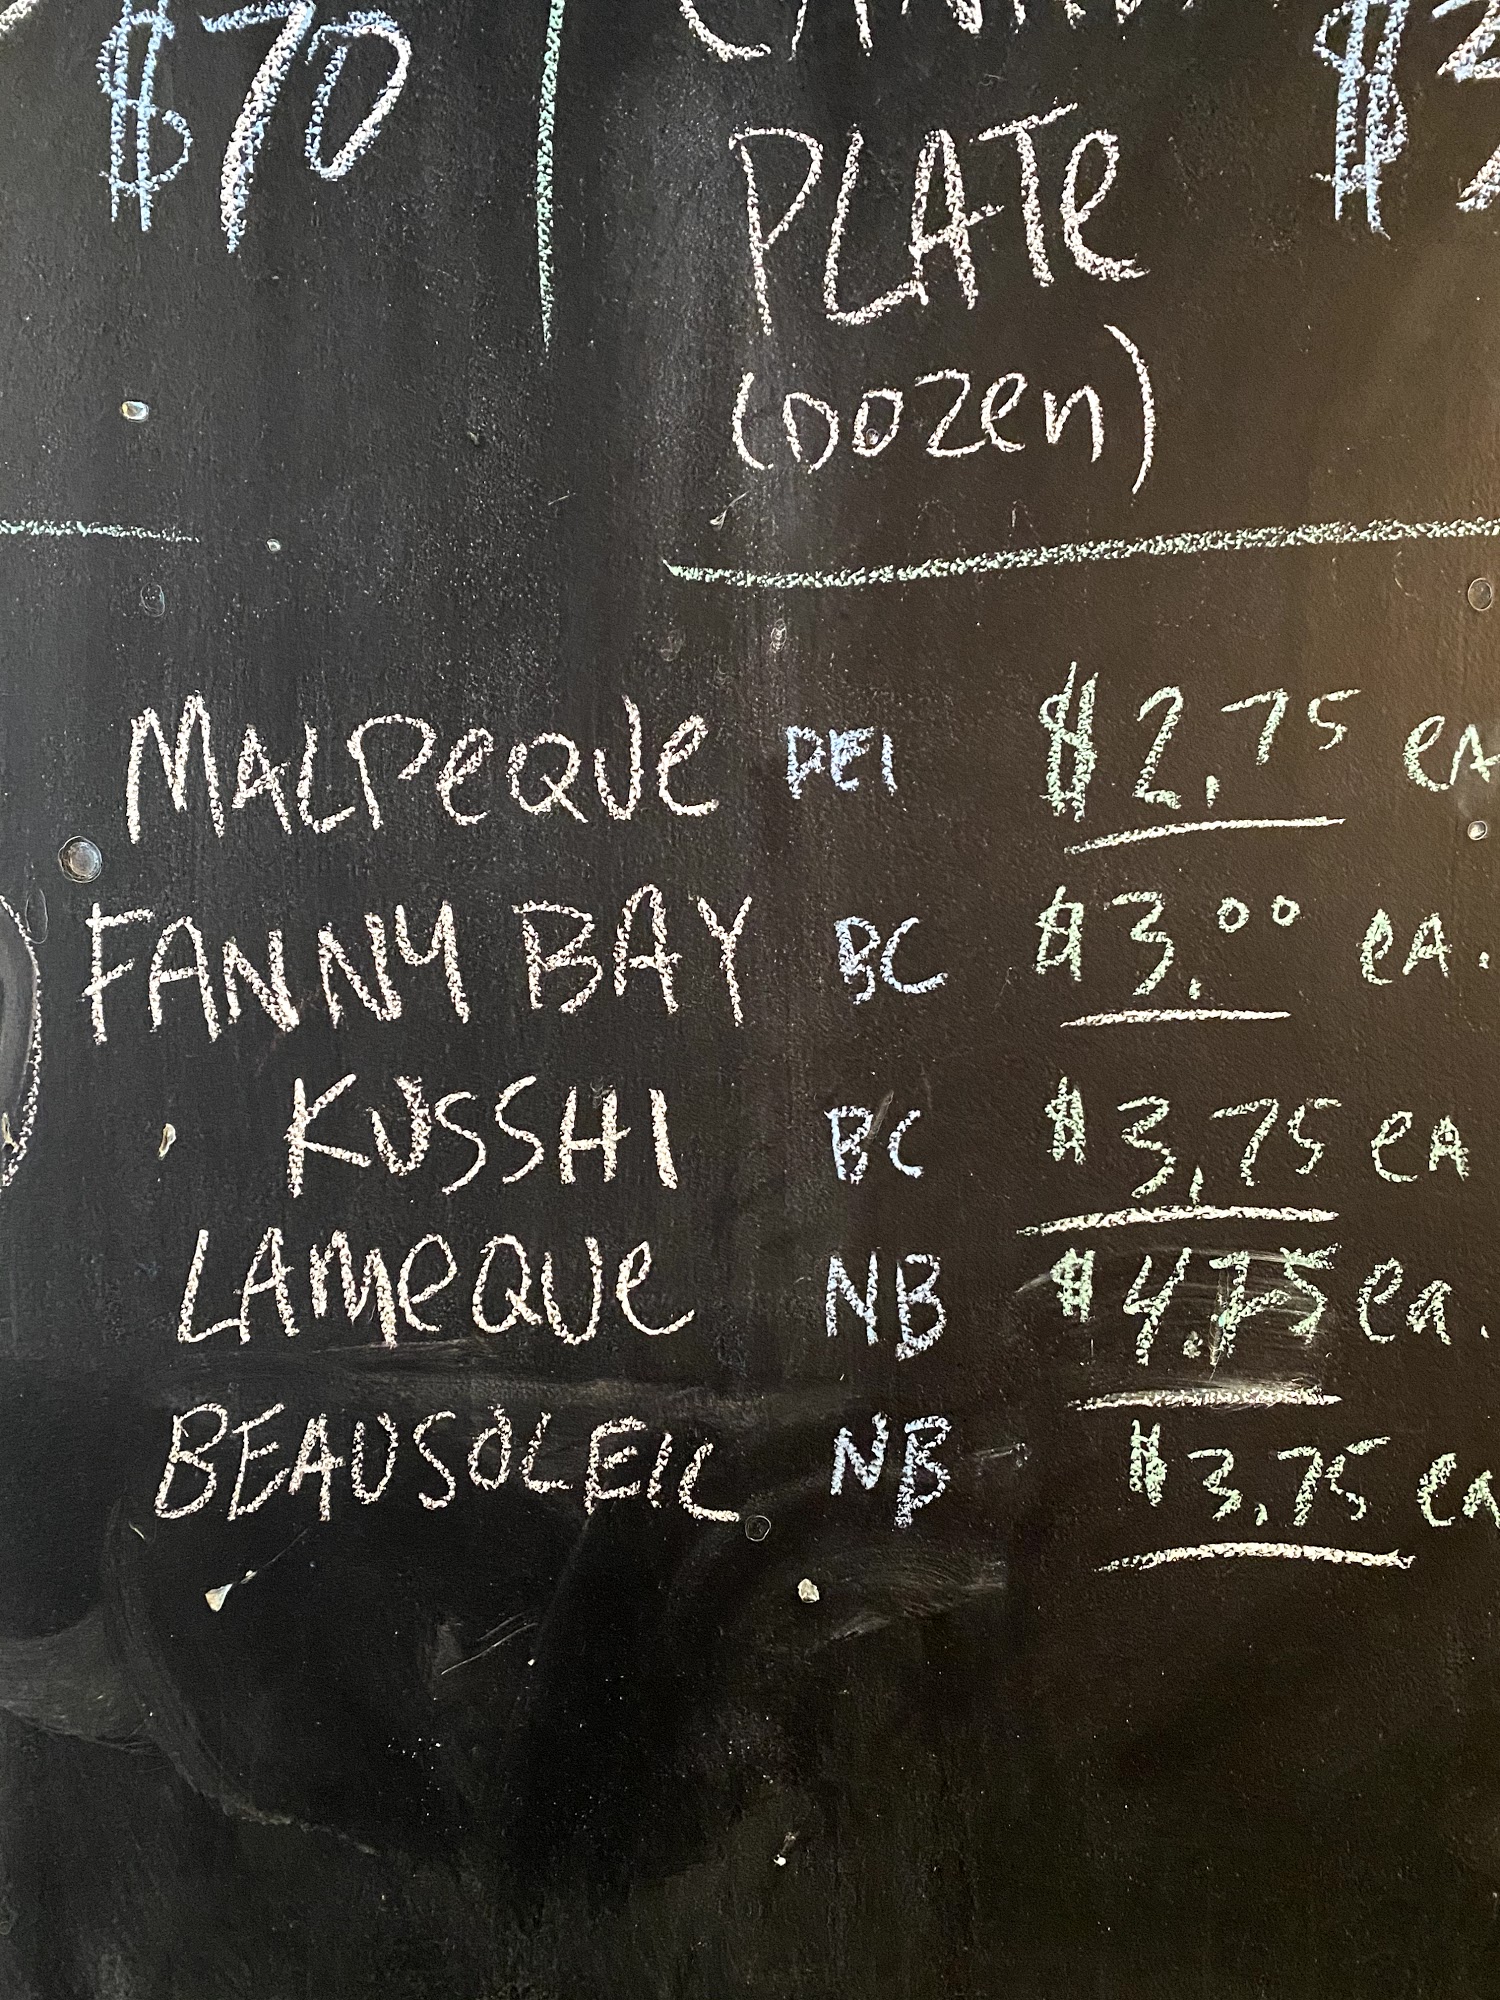 $70
PLATe
(DOZen)
MALPeQUe PEI $2.75 eA
FANNY BAY BC $3.00 eA.
KUSSHI BC $3.75 eA
LAMeQUe NB $4.75 ea.
BEAUSOLEIL NB $3.75 ea